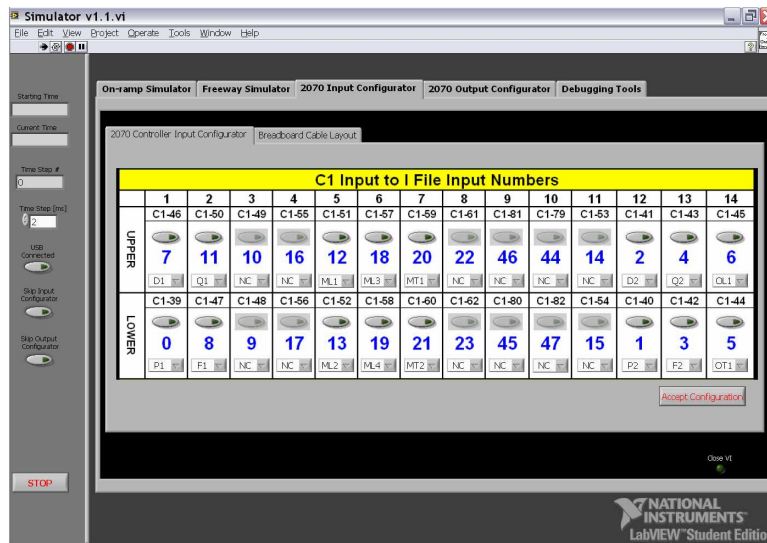 Simulator v1.1.vi
File Edit View Project Operate Tools Window Help
On-ramp Simulator Freeway Simulator 2070 Input Configurator 2070 Output Configurator Debugging Tools
Starting Time
Current Time
2070 Controller Input Configurator Breadboard Cable Layout
Time Step #
0
Time Step [ms]
2
USB Connected
Skip Input Configurator
Skip Output Configurator
STOP
C1 Input to I File Input Numbers
1 2 3 4 5 6 7 8 9 10 11 12 13 14
UPPER
C1-46 C1-50 C1-49 C1-55 C1-51 C1-57 C1-59 C1-61 C1-81 C1-79 C1-53 C1-41 C1-43 C1-45
7 11 10 16 12 18 20 22 46 44 14 2 4 6
D1 Q1 NC NC ML1 ML3 MT1 NC NC NC NC D2 Q2 OL1
LOWER
C1-39 C1-47 C1-48 C1-56 C1-52 C1-58 C1-60 C1-62 C1-80 C1-82 C1-54 C1-40 C1-42 C1-44
0 8 9 17 13 19 21 23 45 47 15 1 3 5
P1 F1 NC NC ML2 ML4 MT2 NC NC NC NC P2 F2 OT1
Accept Configuration
Close VI
NATIONAL
INSTRUMENTS
LabVIEW Student Editio